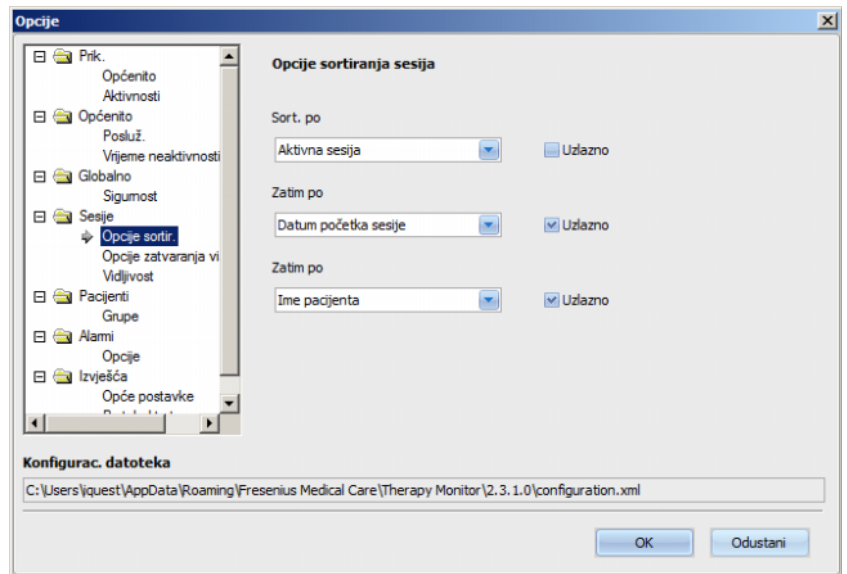 Opcije
Prik.
Općenito
Aktivnosti
Općenito
Posluž.
Vrijeme neaktivnosti
Globalno
Sigurnost
Sesije
Opcije sortir.
Opcije zatvaranja vi
Vidljivost
Pacijenti
Grupe
Alarmi
Opcije
Izvješća
Opće postavke
Opcije sortiranja sesija
Sort. po
Aktivna sesija
Uzlazno
Zatim po
Datum početka sesije
Uzlazno
Zatim po
Ime pacijenta
Uzlazno
Konfigurac. datoteka
C:\Users\iquest\AppData\Roaming\Fresenius Medical Care\Therapy Monitor\2.3.1.0\configuration.xml
OK
Odustani